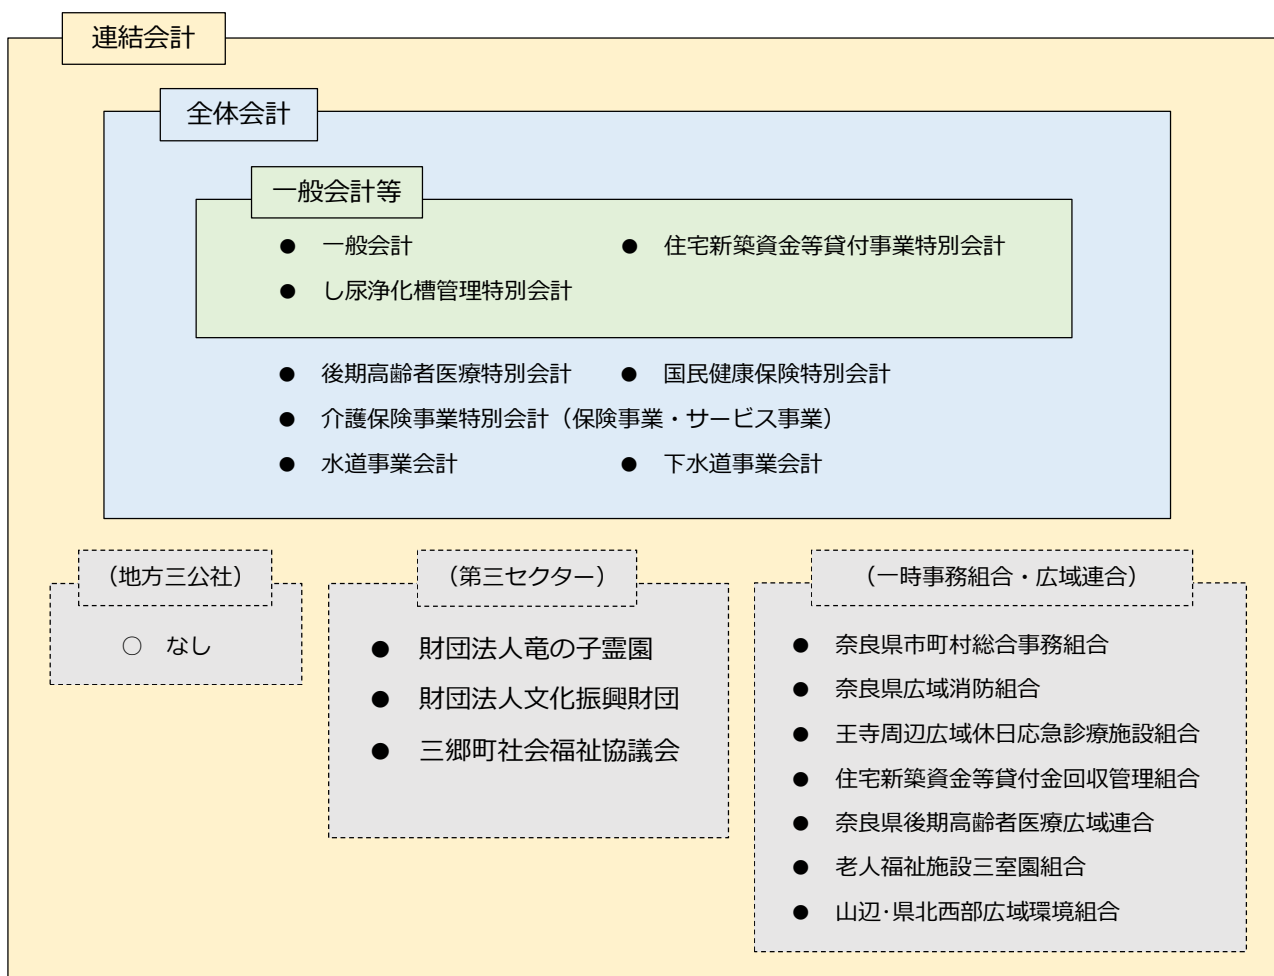 連結会計
全体会計
一般会計等
● 一般会計
● 住宅新築資金等貸付事業特別会計
● し尿浄化槽管理特別会計
● 後期高齢者医療特別会計
● 国民健康保険特別会計
● 介護保険事業特別会計（保険事業・サービス事業）
● 水道事業会計
● 下水道事業会計
（地方三公社）
○ なし
（第三セクター）
● 財団法人竜の子霊園
● 財団法人文化振興財団
● 三郷町社会福祉協議会
（一時事務組合・広域連合）
● 奈良県市町村総合事務組合
● 奈良県広域消防組合
● 王寺周辺広域休日応急診療施設組合
● 住宅新築資金等貸付金回収管理組合
● 奈良県後期高齢者医療広域連合
● 老人福祉施設三室園組合
● 山辺･県北西部広域環境組合